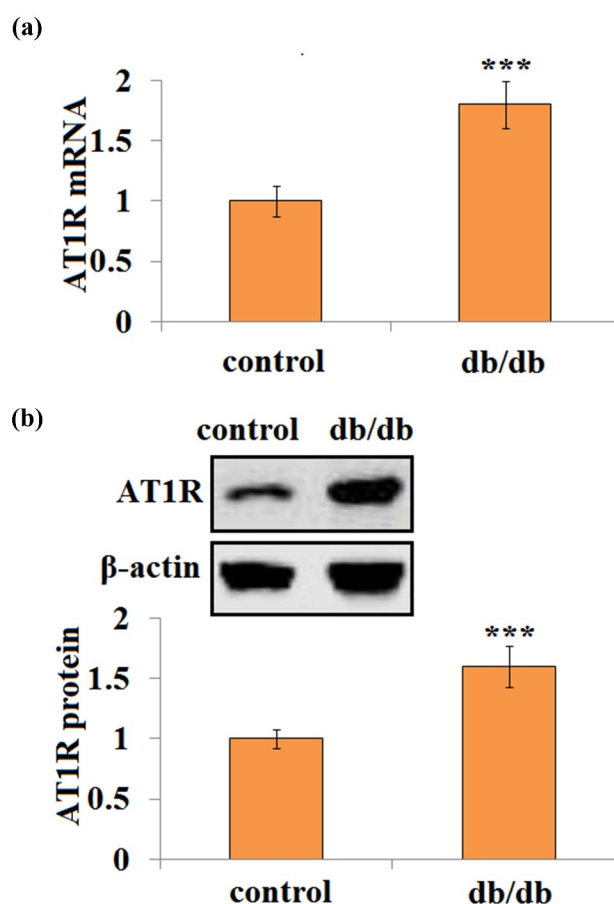 (a)
AT1R mRNA
2
1.5
1
0.5
0
***
control
db/db
(b)
control db/db
AT1R
β-actin
AT1R protein
2
1.5
1
0.5
0
***
control
db/db